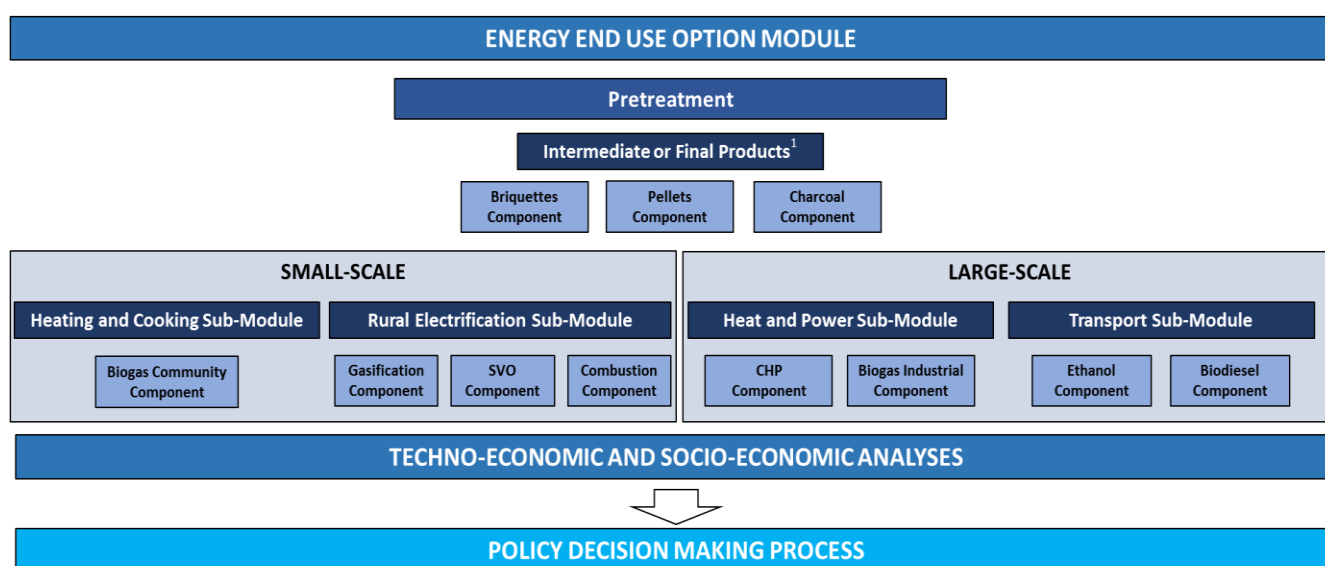 ENERGY END USE OPTION MODULE
Pretreatment
Intermediate or Final Products1
Briquettes
Component
Pellets
Component
Charcoal
Component
SMALL-SCALE
Heating and Cooking Sub-Module
Rural Electrification Sub-Module
Biogas Community
Component
Gasification
Component
SVO
Component
Combustion
Component
LARGE-SCALE
Heat and Power Sub-Module
Transport Sub-Module
CHP
Component
Biogas Industrial
Component
Ethanol
Component
Biodiesel
Component
TECHNO-ECONOMIC AND SOCIO-ECONOMIC ANALYSES
POLICY DECISION MAKING PROCESS